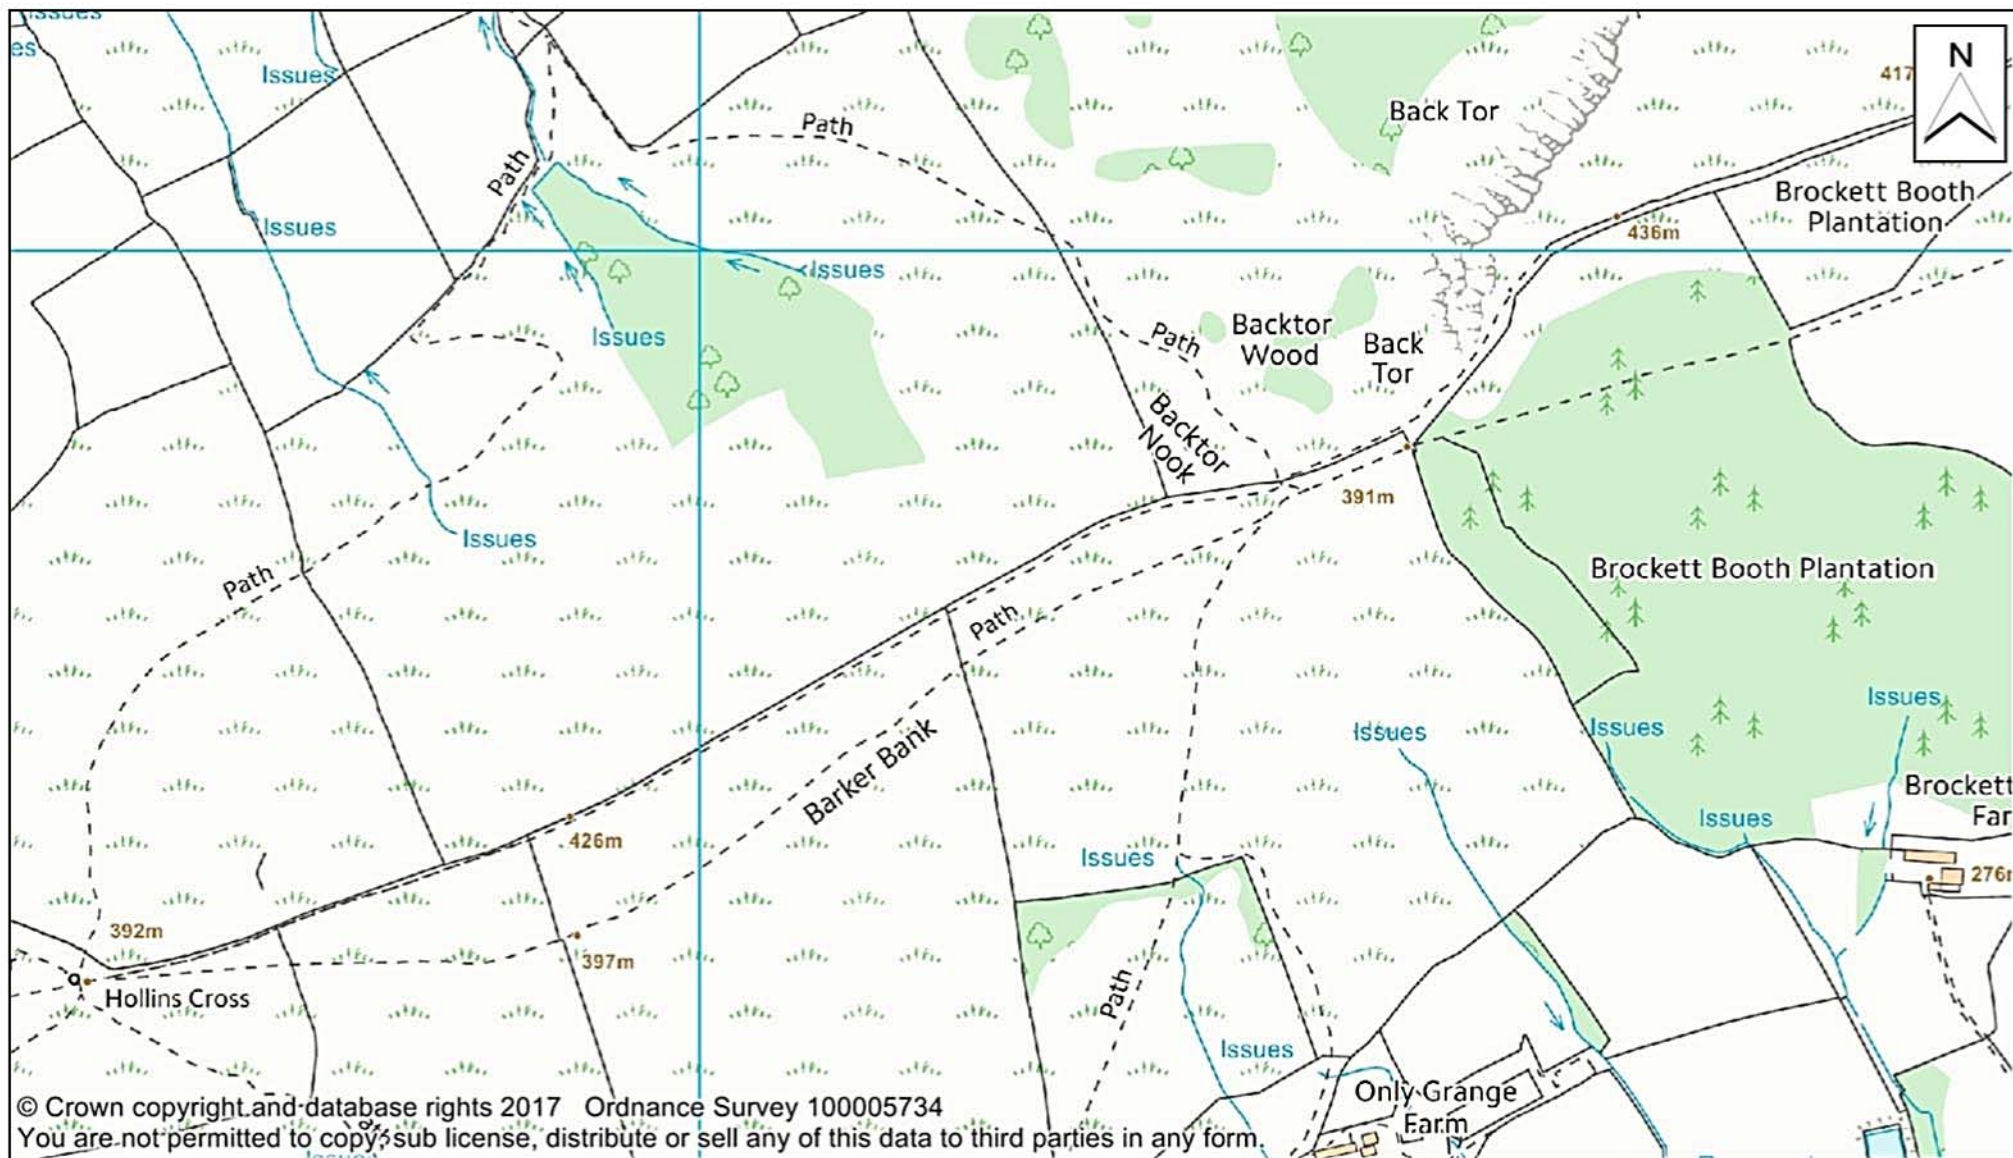 Issues
es
Issues
417
N
Back Tor
Path
Path
Brockett Booth
Plantation
Issues
436m
Issues
Issues
Path
Backtor
Wood
Back
Tor
Backtor
Nook
391m
Issues
Path
Brockett Booth Plantation
Path
Issues
Issues
Issues
Barker Bank
Brockett
Far
Issues
426m
Issues
276m
392m
397m
Hollins Cross
Path
Issues
Only Grange
Farm
© Crown copyright and database rights 2017 Ordnance Survey 100005734
You are not permitted to copy, sub license, distribute or sell any of this data to third parties in any form.
Issues